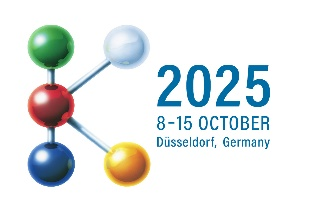 2025
8-15 OCTOBER
Düsseldorf, Germany